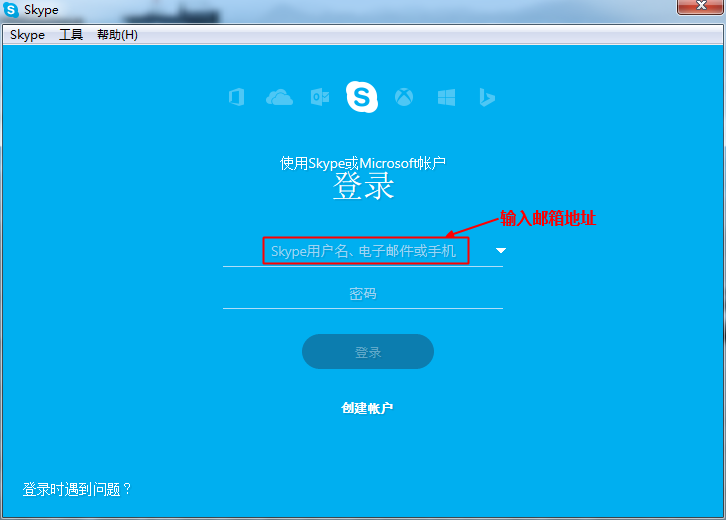 Skype
Skype 工具 帮助(H)
使用Skype或Microsoft帐户
登录
输入邮箱地址
Skype用户名、电子邮件或手机
密码
登录
创建帐户
登录时遇到问题？